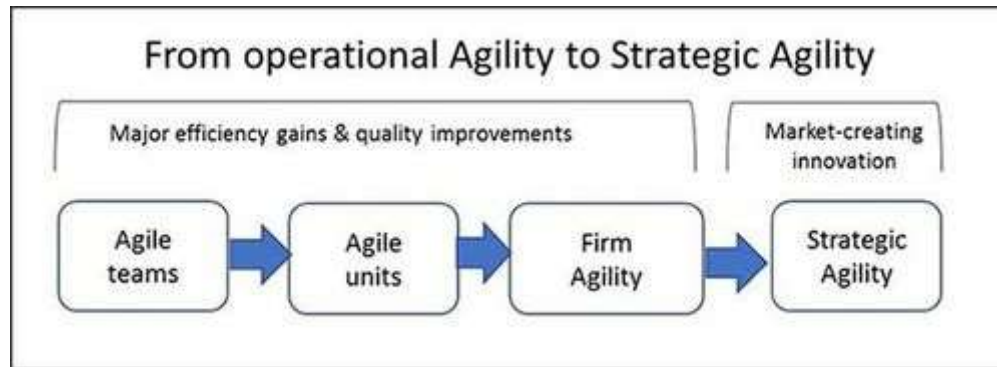 From operational Agility to Strategic Agility
Major efficiency gains & quality improvements
Market-creating
innovation
Agile
teams
Agile
units
Firm
Agility
Strategic
Agility